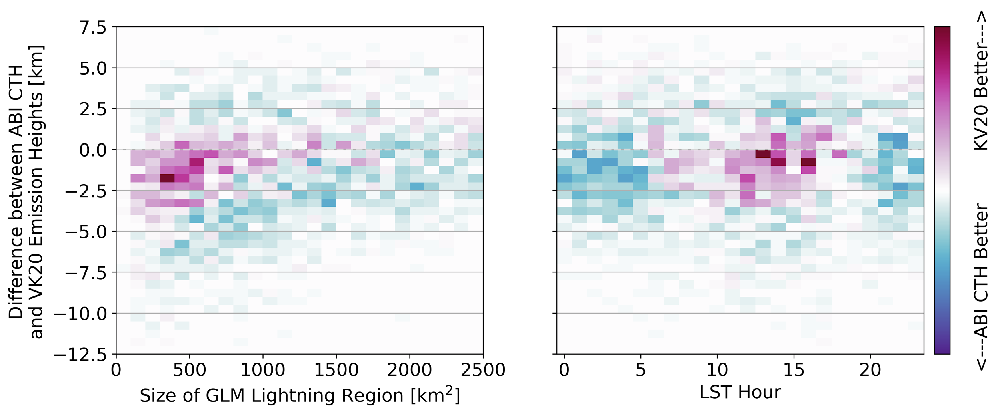 Difference between ABI CTH
and VK20 Emission Heights [km]
7.5
5.0
2.5
0.0
−2.5
−5.0
−7.5
−10.0
−12.5
0 500 1000 1500 2000 2500
Size of GLM Lightning Region [km²]
0 5 10 15 20
LST Hour
<---ABI CTH Better KV20 Better--->